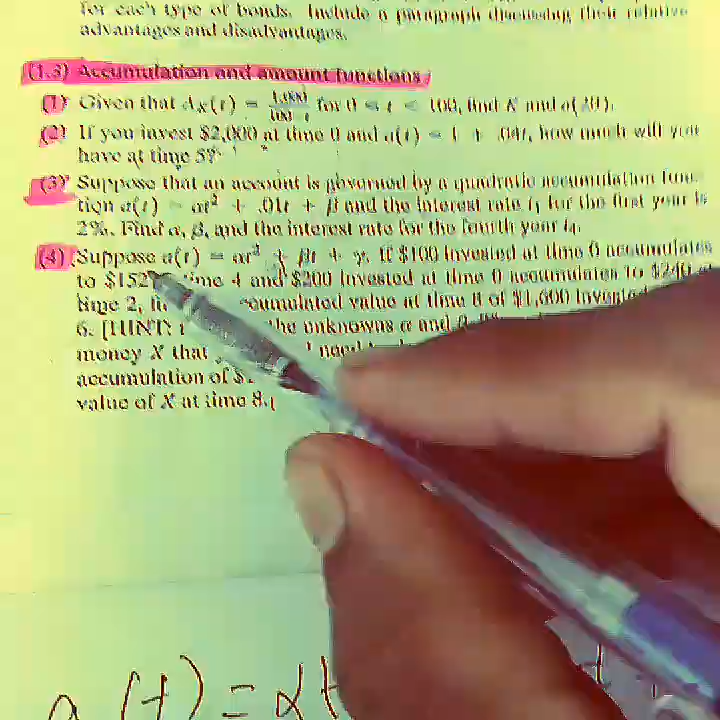 for each type of bonds. Include a paragraph discussing their relative
advantages and disadvantages.
(1.3) Accumulation and amount functions
(1) Given that A_K(t) = 1,000/100−t for 0 ≤ t < 100, find K and a(20).
(2) If you invest $2,000 at time 0 and a(t) = 1 + .04t, how much will you
have at time 5?
(3) Suppose that an account is governed by a quadratic accumulation func-
tion a(t) = αt² + .01t + β and the interest rate i₁ for the first year is
2%. Find α, β, and the interest rate for the fourth year i₄.
(4) Suppose a(t) = αt² + βt + γ. If $100 invested at time 0 accumulates
to $152 time 4 and $200 invested at time 0 accumulates to $240 at
time 2, accumulated value at time 8 of $1,600 invested
6. [HINT: the unknowns α and
money X that need
accumulation of $
value of X at time 8.]
a(t) = αt